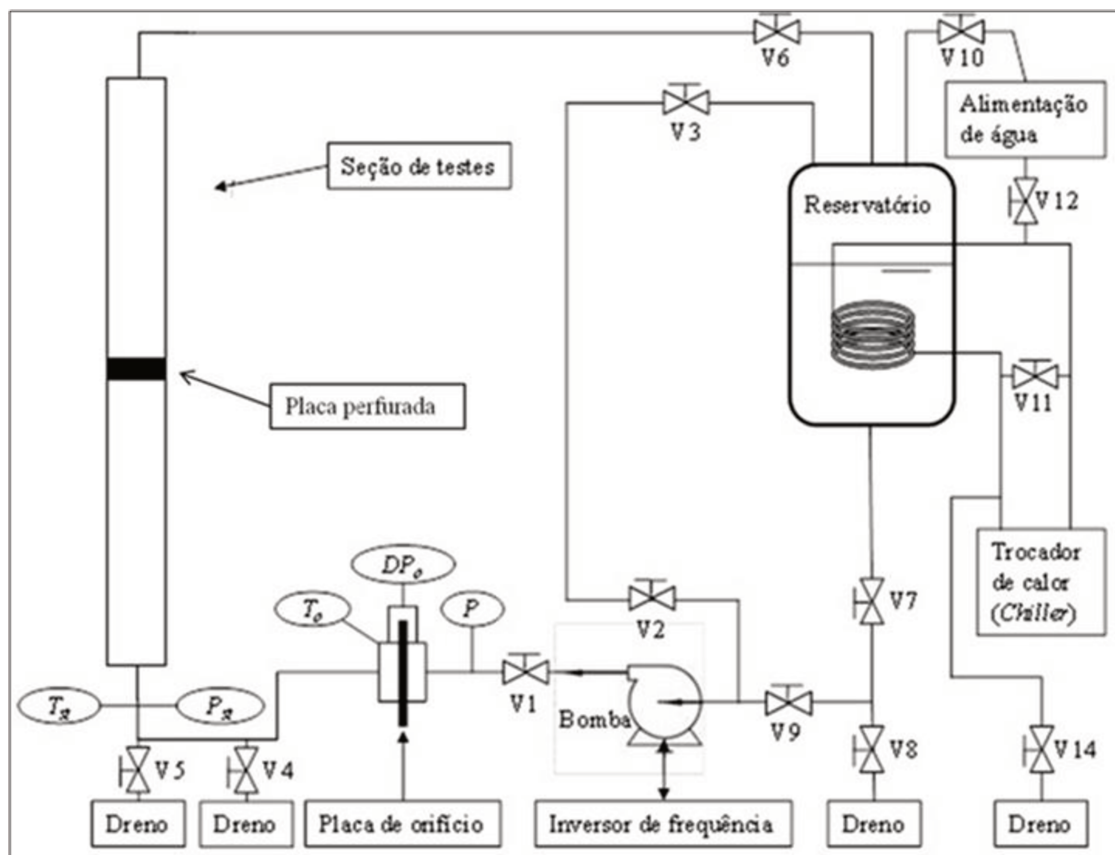 V6
V10
V3
Alimentação
de água
Seção de testes
Reservatório
V12
Placa perfurada
V11
DPₒ
Tₒ
P
V2
V7
Trocador
de calor
(Chiller)
V1
Tₛₜ
Pₛₜ
Bomba
V9
V5
V4
V8
V14
Dreno
Dreno
Placa de orifício
Inversor de frequência
Dreno
Dreno